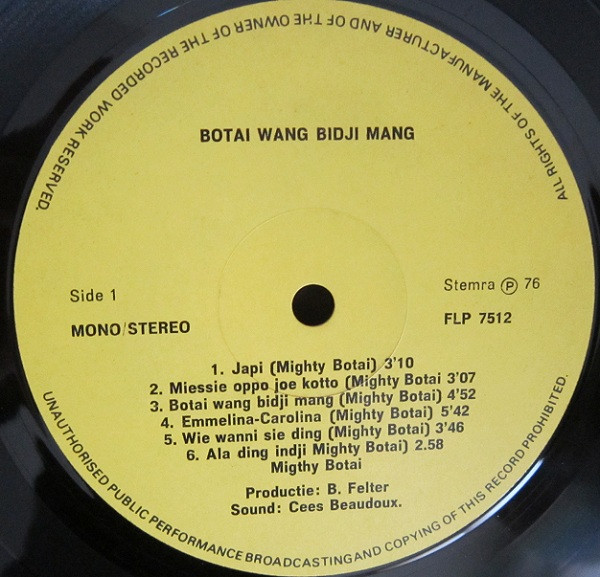 ALL RIGHTS OF THE MANUFACTURER AND OF THE OWNER OF THE RECORDED WORK RESERVED.
BOTAI WANG BIDJI MANG
Side 1
MONO/STEREO
Stemra Ⓟ 76
FLP 7512
1. Japi (Mighty Botai) 3'10
2. Miessie oppo joe kotto (Mighty Botai 3'07
3. Botai wang bidji mang (Mighty Botai) 4'52
4. Emmelina-Carolina (Mighty Botai) 5'42
5. Wie wanni sie ding (Mighty Botai) 3'46
6. Ala ding indji Mighty Botai) 2.58
Migthy Botai
Productie: B. Felter
Sound: Cees Beaudoux.
UNAUTHORISED PUBLIC PERFORMANCE BROADCASTINGAND COPYING OF THIS RECORD PROHIBITED.